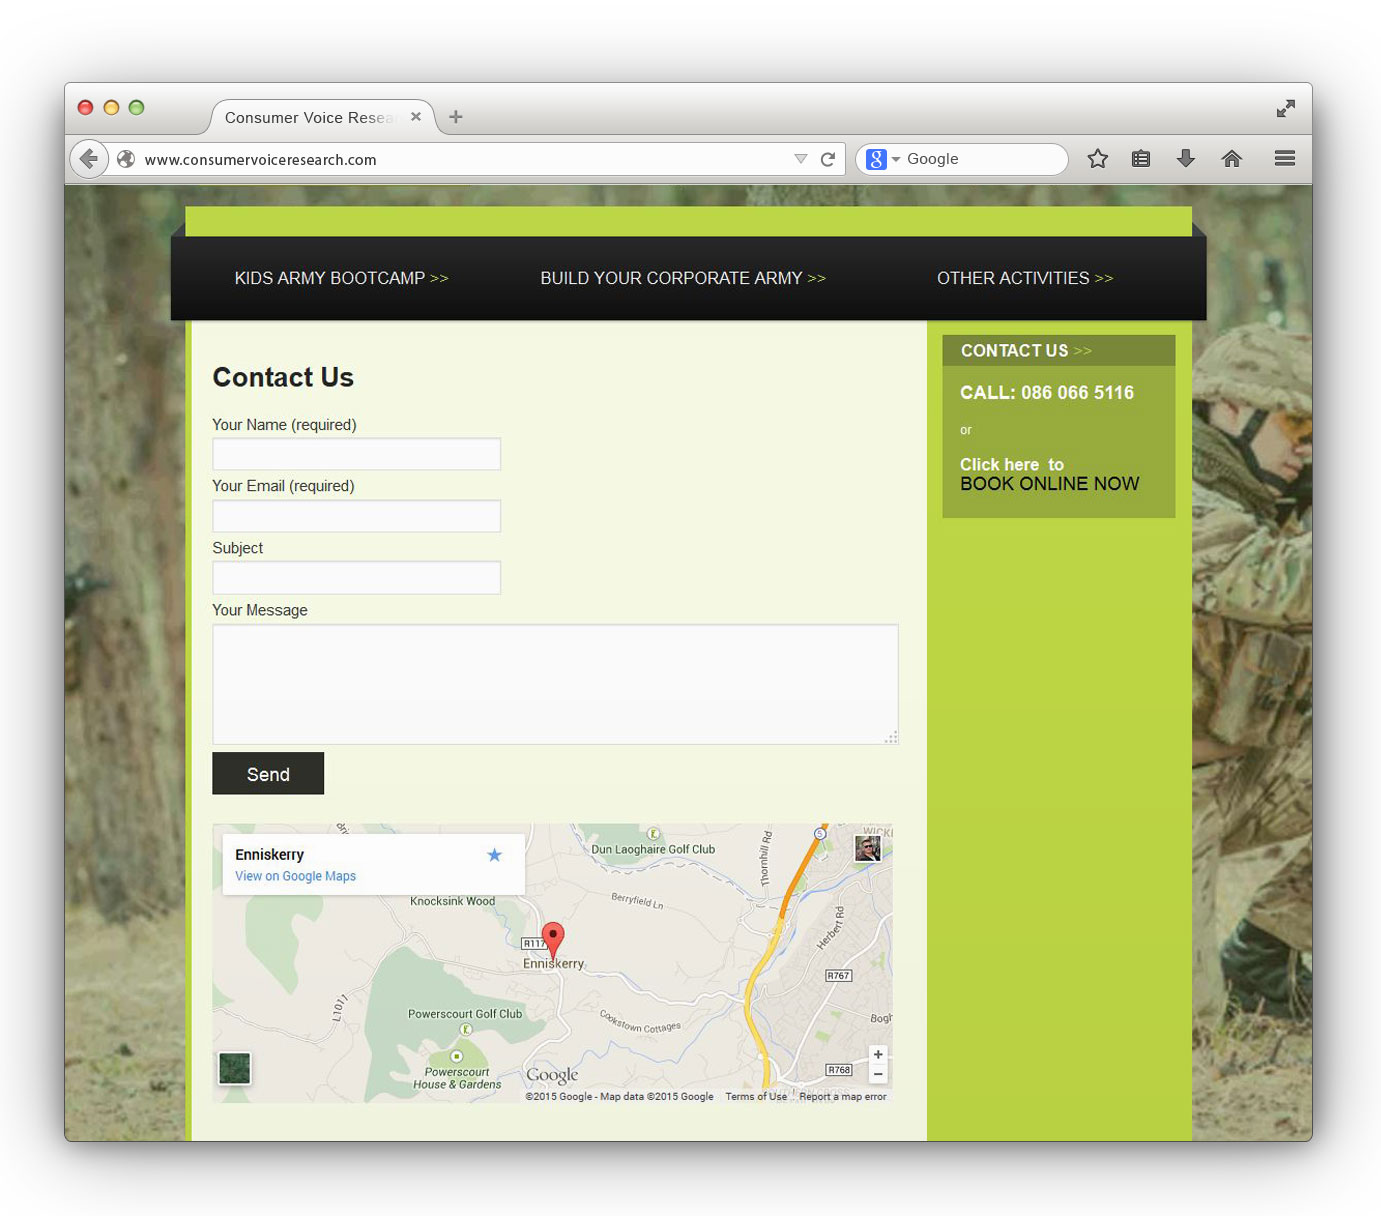 Consumer Voice Resear
www.consumervoiceresearch.com
Google
KIDS ARMY BOOTCAMP >>
BUILD YOUR CORPORATE ARMY >>
OTHER ACTIVITIES >>
Contact Us
Your Name (required)
Your Email (required)
Subject
Your Message
Send
CONTACT US >>
CALL: 086 066 5116
or
Click here to
BOOK ONLINE NOW
Enniskerry
View on Google Maps
Dun Laoghaire Golf Club
Thornhill Rd
5
Knocksink Wood
Berryfield Ln
Herbert Rd
R117
Enniskerry
R767
L1011
Powerscourt Golf Club
Cookstown Cottages
Bogh
Powerscourt
House & Gardens
R768
+
−
Google
©2015 Google - Map data ©2015 Google
Terms of Use
Report a map error